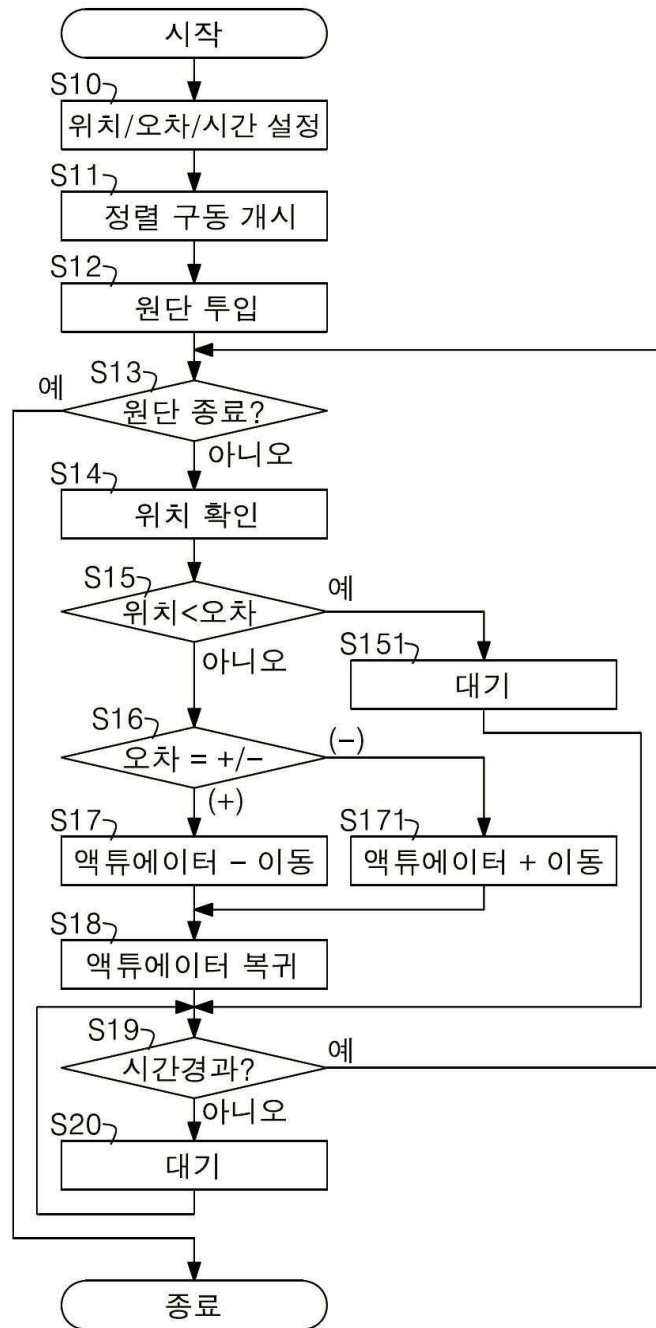 시작
S10
위치/오차/시간 설정
S11
정렬 구동 개시
S12
원단 투입
S13
예
원단 종료?
아니오
S14
위치 확인
S15
예
위치<오차
아니오
S151
대기
S16
(−)
오차 = +/−
(+)
S17
액튜에이터 − 이동
S171
액튜에이터 + 이동
S18
액튜에이터 복귀
S19
예
시간경과?
아니오
S20
대기
종료